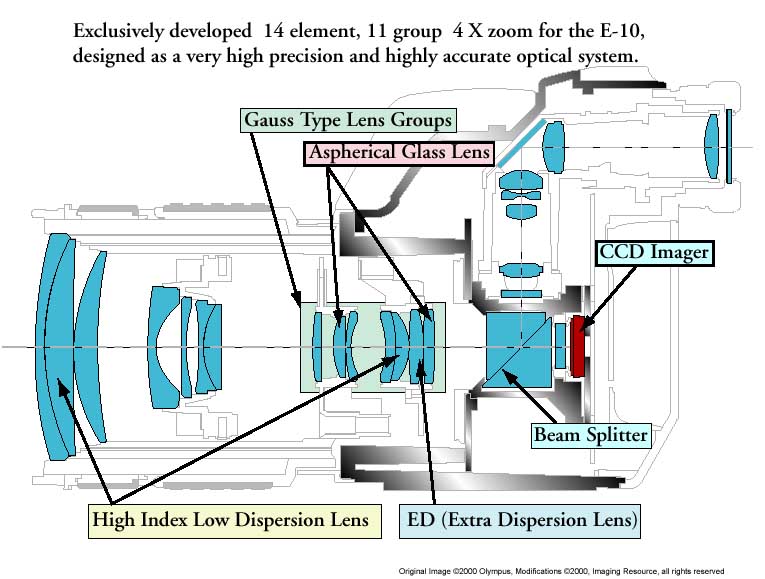 Exclusively developed 14 element, 11 group 4 X zoom for the E-10,
designed as a very high precision and highly accurate optical system.
Gauss Type Lens Groups
Aspherical Glass Lens
CCD Imager
Beam Splitter
High Index Low Dispersion Lens
ED (Extra Dispersion Lens)
Original Image ©2000 Olympus, Modifications ©2000, Imaging Resource, all rights reserved